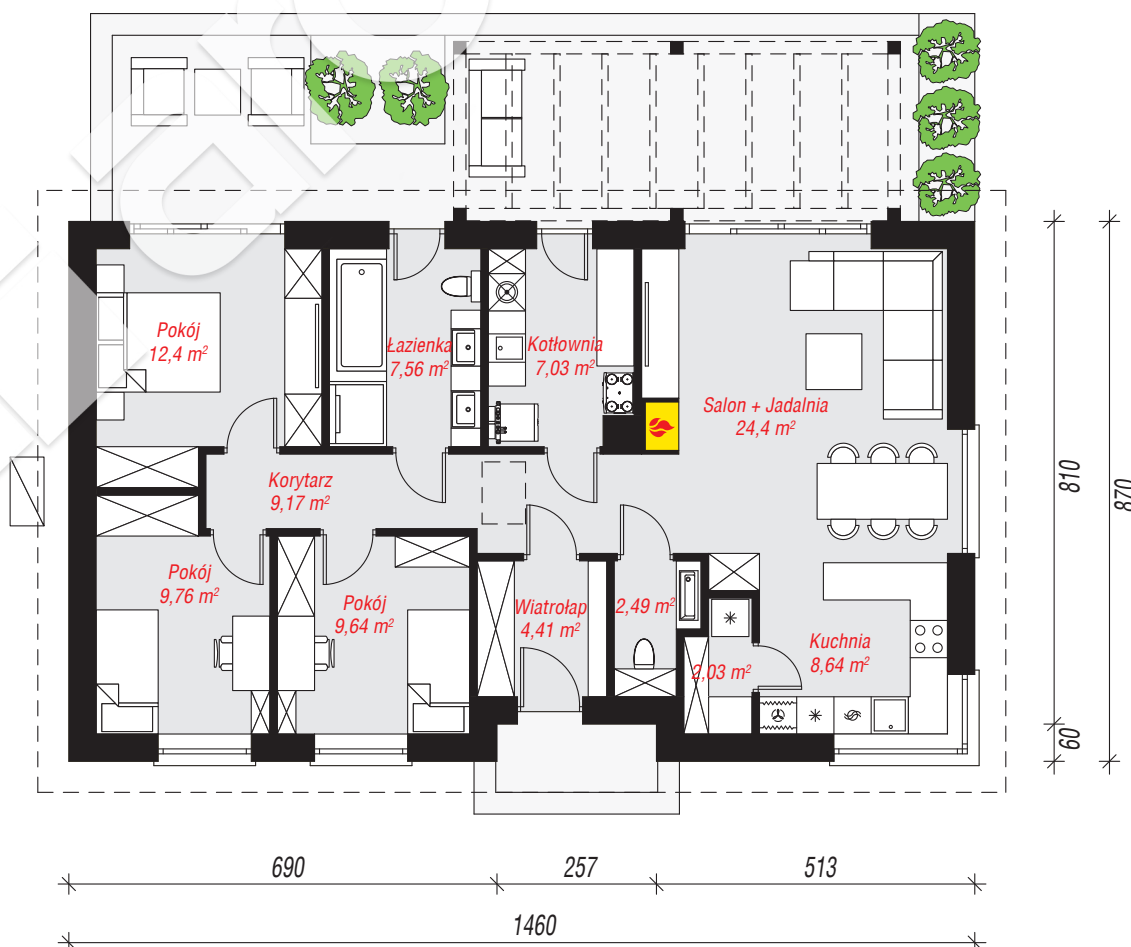 Pokój
12,4 m²
Łazienka
7,56 m²
Kotłownia
7,03 m²
Salon + Jadalnia
24,4 m²
Korytarz
9,17 m²
Pokój
9,76 m²
Pokój
9,64 m²
Wiatrołap
4,41 m²
2,49 m²
2,03 m²
Kuchnia
8,64 m²
810
870
60
690
257
513
1460